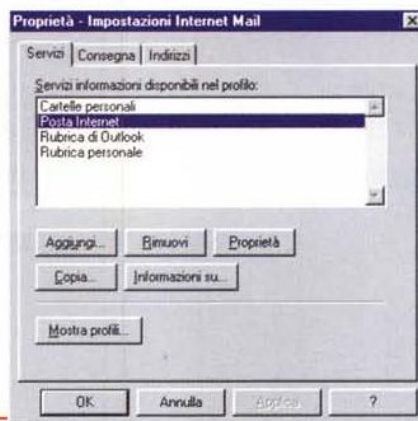 Proprietà - Impostazioni Internet Mail
Servizi Consegna Indirizzi
Servizi informazioni disponibili nel profilo:
Cartelle personali
Posta Internet
Rubrica di Outlook
Rubrica personale
Aggiungi... Rimuovi Proprietà
Copia... Informazioni su...
Mostra profili...
OK Annulla Applica ?